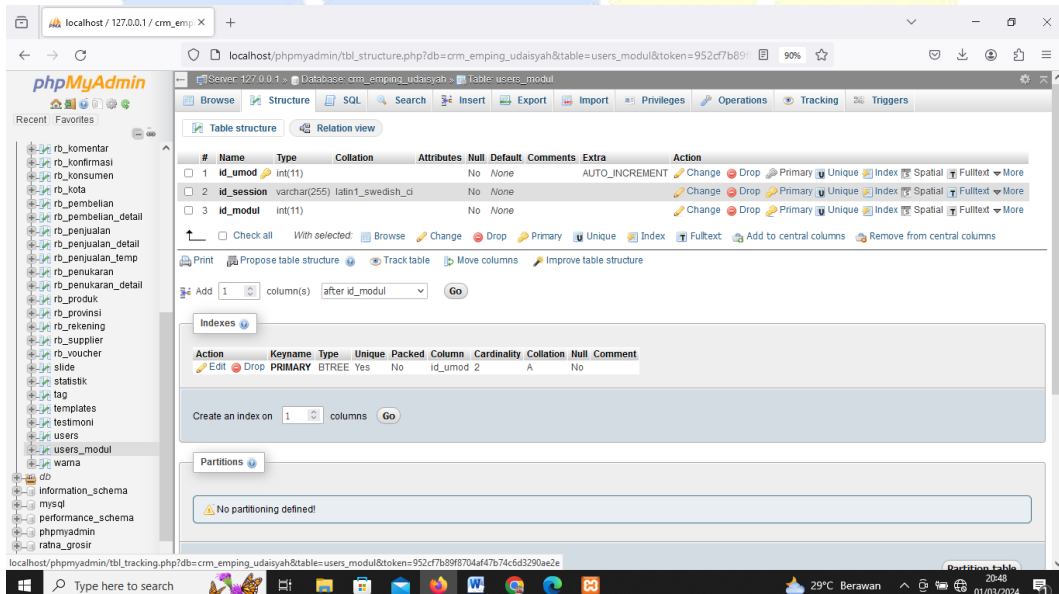 localhost / 127.0.0.1 / crm_emp
localhost/phpmyadmin/tbl_structure.php?db=crm_emping_udaisyah&table=users_modul&token=952cf7b89f 90%
phpMyAdmin
Recent Favorites
rb_komentar
rb_konfirmasi
rb_konsumen
rb_kota
rb_pembelian
rb_pembelian_detail
rb_penjualan
rb_penjualan_detail
rb_penjualan_temp
rb_penukaran
rb_penukaran_detail
rb_produk
rb_provinsi
rb_rekening
rb_supplier
rb_voucher
slide
statistik
tag
templates
testimoni
users
users_modul
warna
db
information_schema
mysql
performance_schema
phpmyadmin
ratna_grosir
Server: 127.0.0.1 » Database: crm_emping_udaisyah » Table: users_modul
Browse Structure SQL Search Insert Export Import Privileges Operations Tracking Triggers
Table structure Relation view
# Name Type Collation Attributes Null Default Comments Extra Action
1 id_umod int(11) No None AUTO_INCREMENT Change Drop Primary Unique Index Spatial Fulltext More
2 id_session varchar(255) latin1_swedish_ci No None Change Drop Primary Unique Index Spatial Fulltext More
3 id_modul int(11) No None Change Drop Primary Unique Index Spatial Fulltext More
Check all With selected: Browse Change Drop Primary Unique Index Fulltext Add to central columns Remove from central columns
Print Propose table structure Track table Move columns Improve table structure
Add 1 column(s) after id_modul Go
Indexes
Action Keyname Type Unique Packed Column Cardinality Collation Null Comment
Edit Drop PRIMARY BTREE Yes No id_umod 2 A No
Create an index on 1 columns Go
Partitions
No partitioning defined!
Partition table
localhost/phpmyadmin/tbl_tracking.php?db=crm_emping_udaisyah&table=users_modul&token=952cf7b89f8704af47b74c6d3290ae2e
Type here to search
29°C Berawan
20:48
01/03/2024